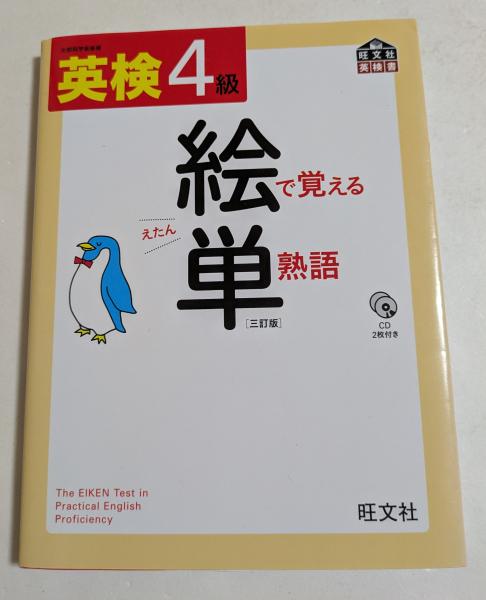 文部科学省後援
英検4級
旺文社
英検書
絵で覚える
えたん
単熟語
[三訂版]
CD
2枚付き
The EIKEN Test in
Practical English
Proficiency
旺文社